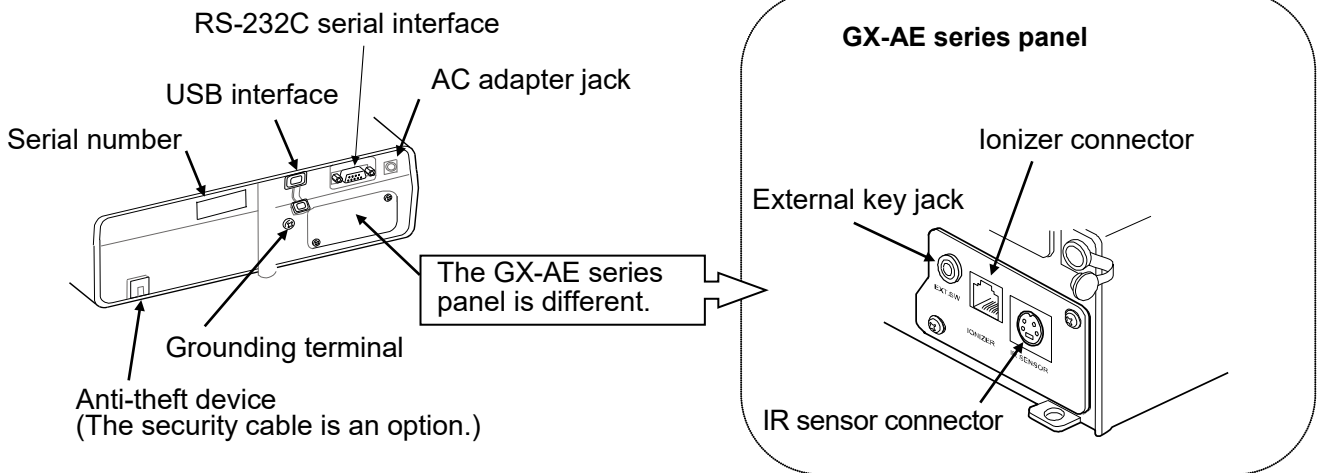 RS-232C serial interface
USB interface
AC adapter jack
Serial number
The GX-AE series
panel is different.
Grounding terminal
Anti-theft device
(The security cable is an option.)
GX-AE series panel
Ionizer connector
External key jack
EXT.SW
IONIZER
SENSOR
IR sensor connector